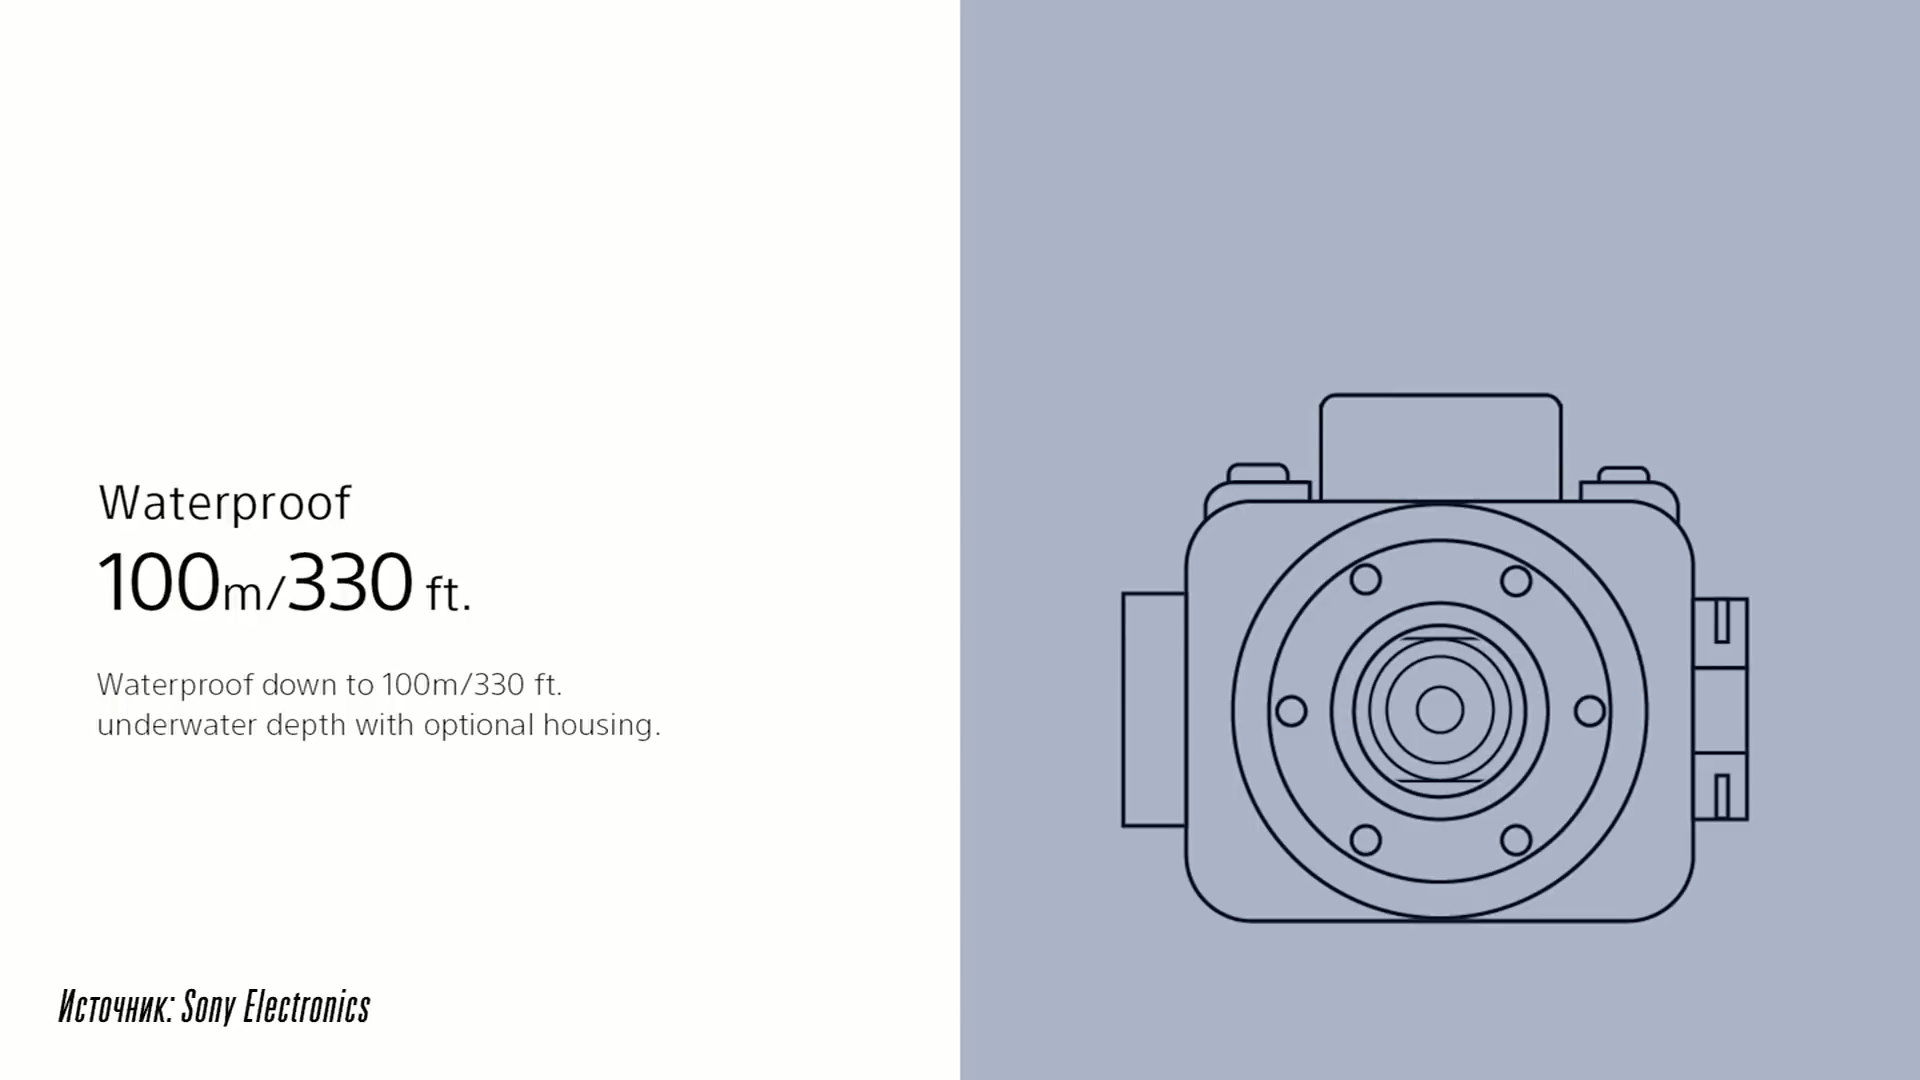 Waterproof
100m/330 ft.
Waterproof down to 100m/330 ft.
underwater depth with optional housing.
Источник: Sony Electronics